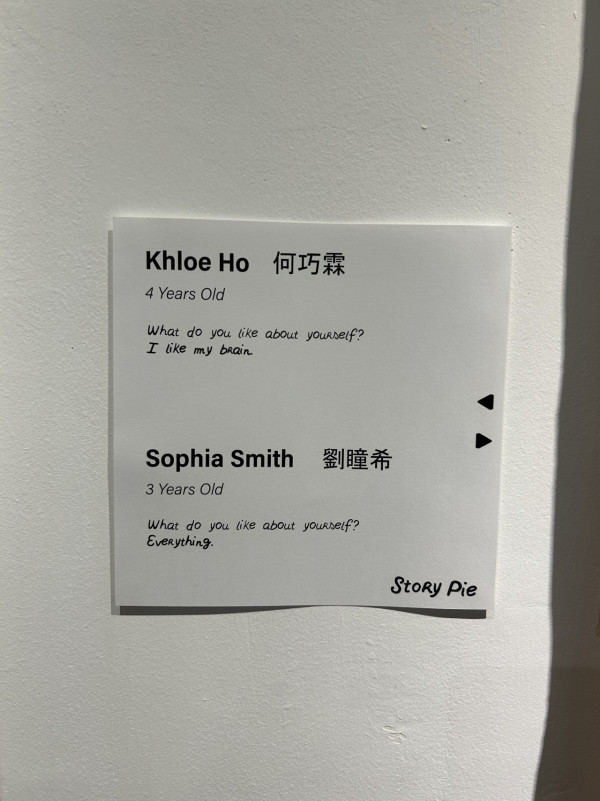 Khloe Ho 何巧霖
4 Years Old
What do you like about yourself?
I like my brain.
Sophia Smith 劉瞳希
3 Years Old
What do you like about yourself?
Everything.
Story Pie